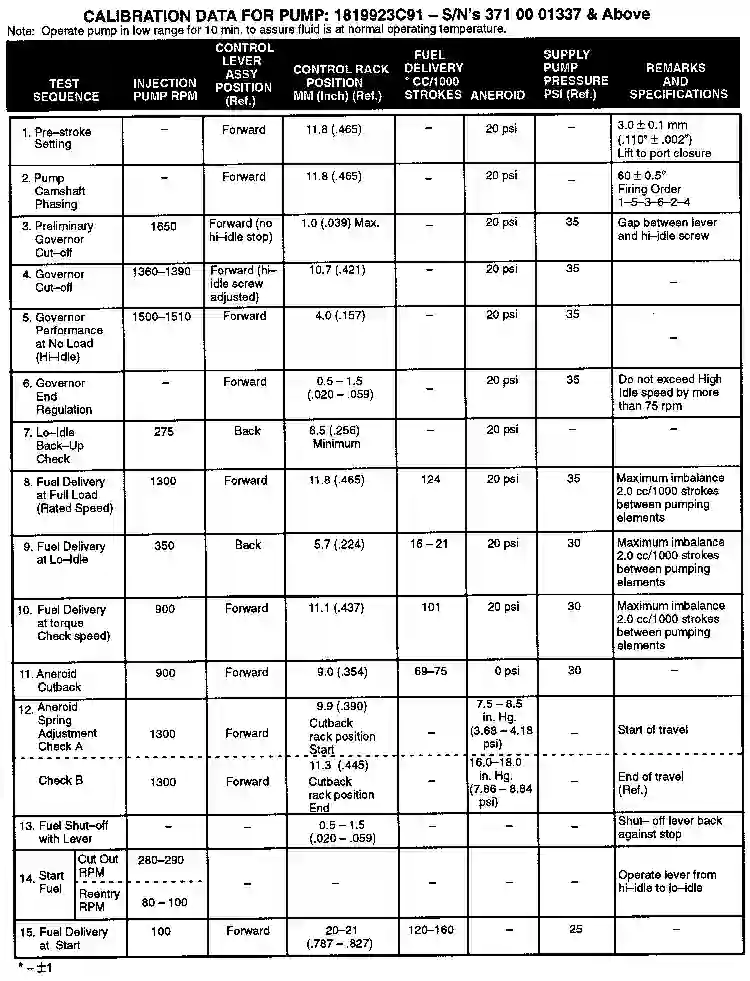 CALIBRATION DATA FOR PUMP: 1819923C91 – S/N's 371 00 01337 & Above
Note: Operate pump in low range for 10 min. to assure fluid is at normal operating temperature.
TEST SEQUENCE | INJECTION PUMP RPM | CONTROL LEVER ASSY POSITION (Ref.) | CONTROL RACK POSITION MM (Inch) (Ref.) | FUEL DELIVERY * CC/1000 STROKES | ANEROID | SUPPLY PUMP PRESSURE PSI (Ref.) | REMARKS AND SPECIFICATIONS
1. Pre–stroke Setting | – | Forward | 11.8 (.465) | – | 20 psi | – | 3.0 ± 0.1 mm (.110" ± .002") Lift to port closure
2. Pump Camshaft Phasing | – | Forward | 11.8 (.465) | – | 20 psi | – | 60 ± 0.5° Firing Order 1–5–3–6–2–4
3. Preliminary Governor Cut–off | 1650 | Forward (no hi–idle stop) | 1.0 (.039) Max. | – | 20 psi | 35 | Gap between lever and hi–idle screw
4. Governor Cut–off | 1360–1390 | Forward (hi–idle screw adjusted) | 10.7 (.421) | – | 20 psi | 35 | –
5. Governor Performance at No Load (Hi–Idle) | 1500–1510 | Forward | 4.0 (.157) | – | 20 psi | 35 | –
6. Governor End Regulation | – | Forward | 0.5 – 1.5 (.020 – .059) | – | 20 psi | 35 | Do not exceed High Idle speed by more than 75 rpm
7. Lo–Idle Back–Up Check | 275 | Back | 6.5 (.256) Minimum | – | 20 psi | – | –
8. Fuel Delivery at Full Load (Rated Speed) | 1300 | Forward | 11.8 (.465) | 124 | 20 psi | 35 | Maximum imbalance 2.0 cc/1000 strokes between pumping elements
9. Fuel Delivery at Lo–Idle | 350 | Back | 5.7 (.224) | 16 – 21 | 20 psi | 30 | Maximum imbalance 2.0 cc/1000 strokes between pumping elements
10. Fuel Delivery at torque Check speed) | 900 | Forward | 11.1 (.437) | 101 | 20 psi | 30 | Maximum imbalance 2.0 cc/1000 strokes between pumping elements
11. Aneroid Cutback | 900 | Forward | 9.0 (.354) | 69–75 | 0 psi | 30 | –
12. Aneroid Spring Adjustment Check A | 1300 | Forward | 9.9 (.390) Cutback rack position Start | – | 7.5 – 8.5 in. Hg. (3.68 – 4.18 psi) | – | Start of travel
Check B | 1300 | Forward | 11.3 (.445) Cutback rack position End | – | 16.0–18.0 in. Hg. (7.86 – 8.84 psi) | – | End of travel (Ref.)
13. Fuel Shut–off with Lever | – | – | 0.5 – 1.5 (.020 – .059) | – | – | – | Shut– off lever back against stop
14. Start Fuel | Cut Out RPM | 280–290 | – | – | – | – | – | Operate lever from hi–idle to lo–idle
Reentry RPM | 80 – 100
15. Fuel Delivery at Start | 100 | Forward | 20–21 (.787 – .827) | 120–160 | – | 25 | –
* – ±1